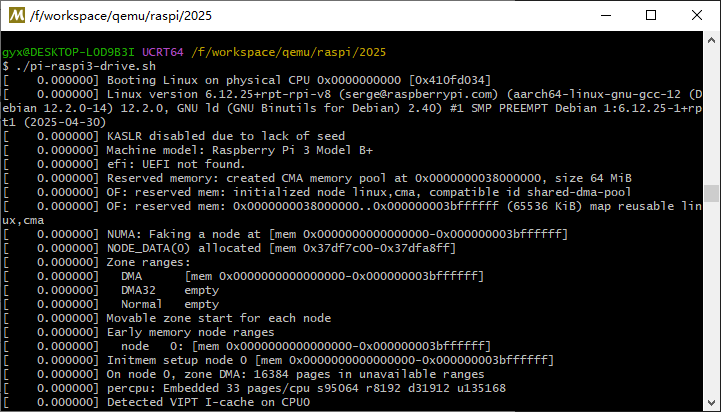 /f/workspace/qemu/raspi/2025
gyx@DESKTOP-LOD9B3I UCRT64 /f/workspace/qemu/raspi/2025
$ ./pi-raspi3-drive.sh
[    0.000000] Booting Linux on physical CPU 0x0000000000 [0x410fd034]
[    0.000000] Linux version 6.12.25+rpt-rpi-v8 (serge@raspberrypi.com) (aarch64-linux-gnu-gcc-12 (D
ebian 12.2.0-14) 12.2.0, GNU ld (GNU Binutils for Debian) 2.40) #1 SMP PREEMPT Debian 1:6.12.25-1+rp
t1 (2025-04-30)
[    0.000000] KASLR disabled due to lack of seed
[    0.000000] Machine model: Raspberry Pi 3 Model B+
[    0.000000] efi: UEFI not found.
[    0.000000] Reserved memory: created CMA memory pool at 0x0000000038000000, size 64 MiB
[    0.000000] OF: reserved mem: initialized node linux,cma, compatible id shared-dma-pool
[    0.000000] OF: reserved mem: 0x0000000038000000..0x000000003bffffff (65536 KiB) map reusable lin
ux,cma
[    0.000000] NUMA: Faking a node at [mem 0x0000000000000000-0x000000003bffffff]
[    0.000000] NODE_DATA(0) allocated [mem 0x37df7c00-0x37dfa8ff]
[    0.000000] Zone ranges:
[    0.000000]   DMA      [mem 0x0000000000000000-0x000000003bffffff]
[    0.000000]   DMA32    empty
[    0.000000]   Normal   empty
[    0.000000] Movable zone start for each node
[    0.000000] Early memory node ranges
[    0.000000]   node   0: [mem 0x0000000000000000-0x000000003bffffff]
[    0.000000] Initmem setup node 0 [mem 0x0000000000000000-0x000000003bffffff]
[    0.000000] On node 0, zone DMA: 16384 pages in unavailable ranges
[    0.000000] percpu: Embedded 33 pages/cpu s95064 r8192 d31912 u135168
[    0.000000] Detected VIPT I-cache on CPU0